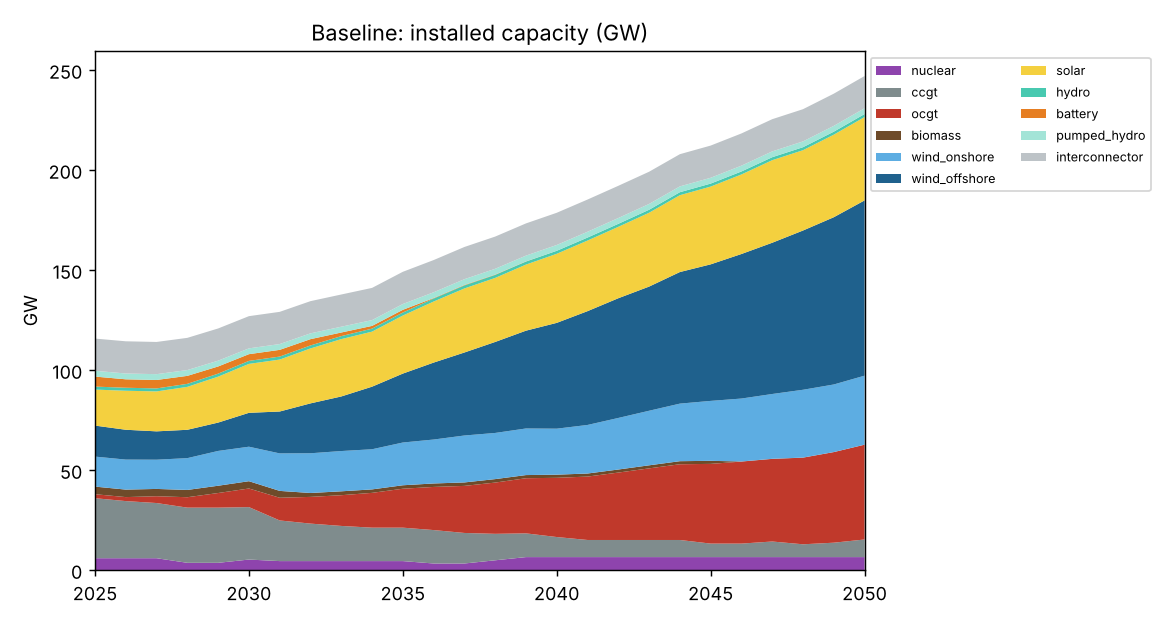 Baseline: installed capacity (GW)
GW
250
200
150
100
50
0
2025 2030 2035 2040 2045 2050
nuclear
ccgt
ocgt
biomass
wind_onshore
wind_offshore
solar
hydro
battery
pumped_hydro
interconnector